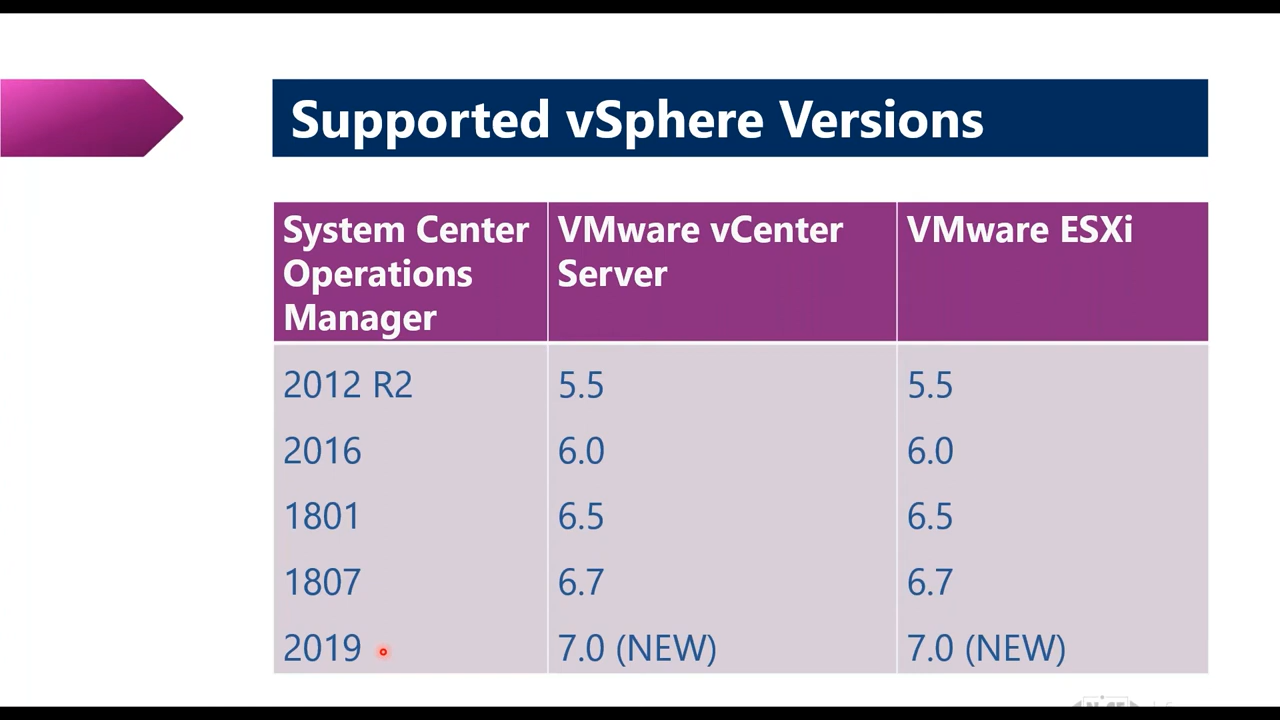 Supported vSphere Versions
System Center Operations Manager
VMware vCenter Server
VMware ESXi
2012 R2 5.5 5.5
2016 6.0 6.0
1801 6.5 6.5
1807 6.7 6.7
2019 7.0 (NEW) 7.0 (NEW)